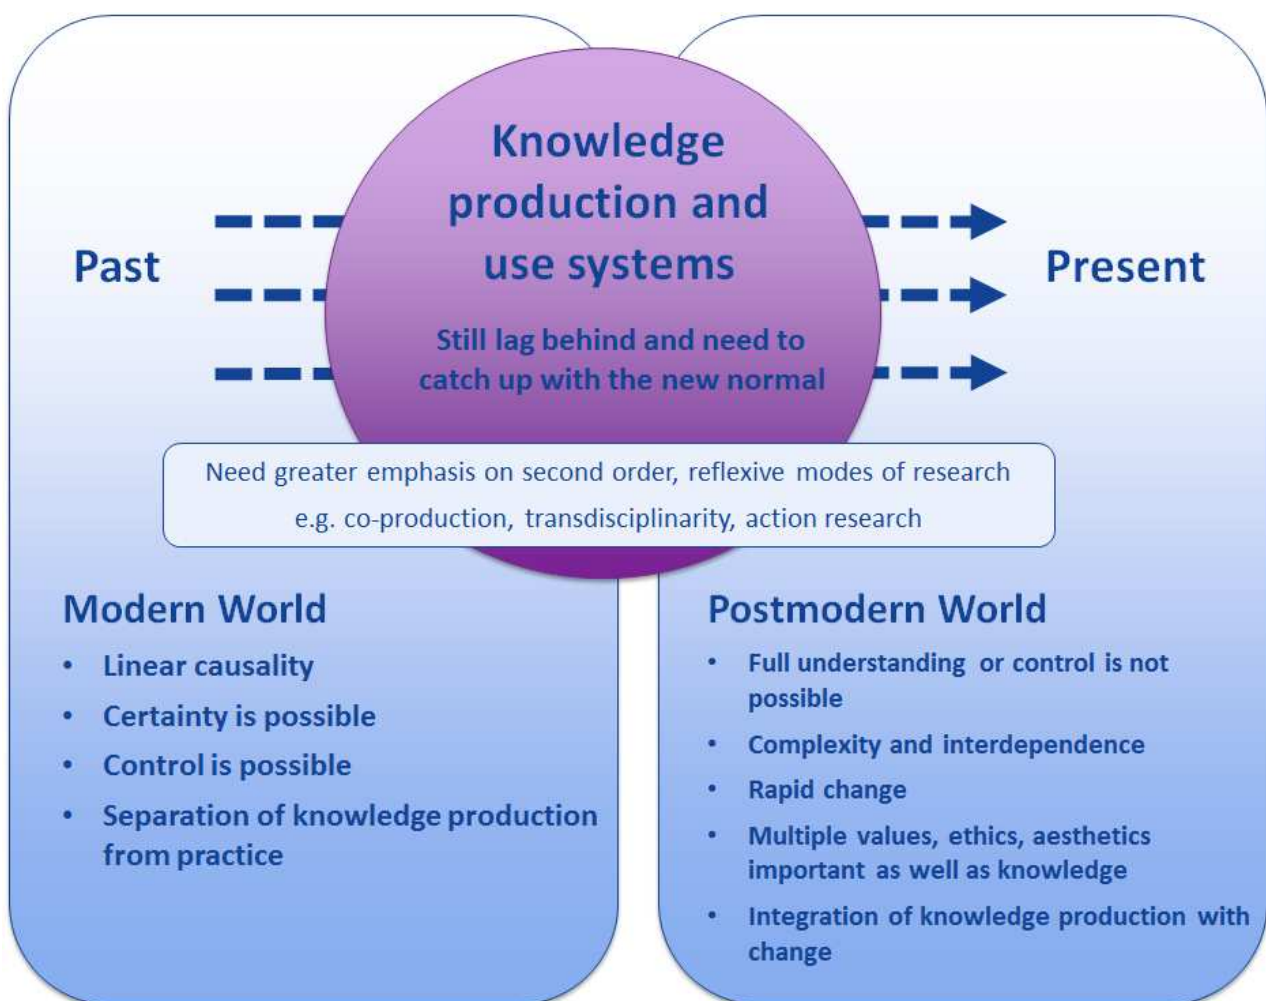 Knowledge
production and
use systems
Past
Present
Still lag behind and need to
catch up with the new normal
Need greater emphasis on second order, reflexive modes of research
e.g. co-production, transdisciplinarity, action research
Modern World
• Linear causality
• Certainty is possible
• Control is possible
• Separation of knowledge production
from practice
Postmodern World
• Full understanding or control is not
possible
• Complexity and interdependence
• Rapid change
• Multiple values, ethics, aesthetics
important as well as knowledge
• Integration of knowledge production with
change